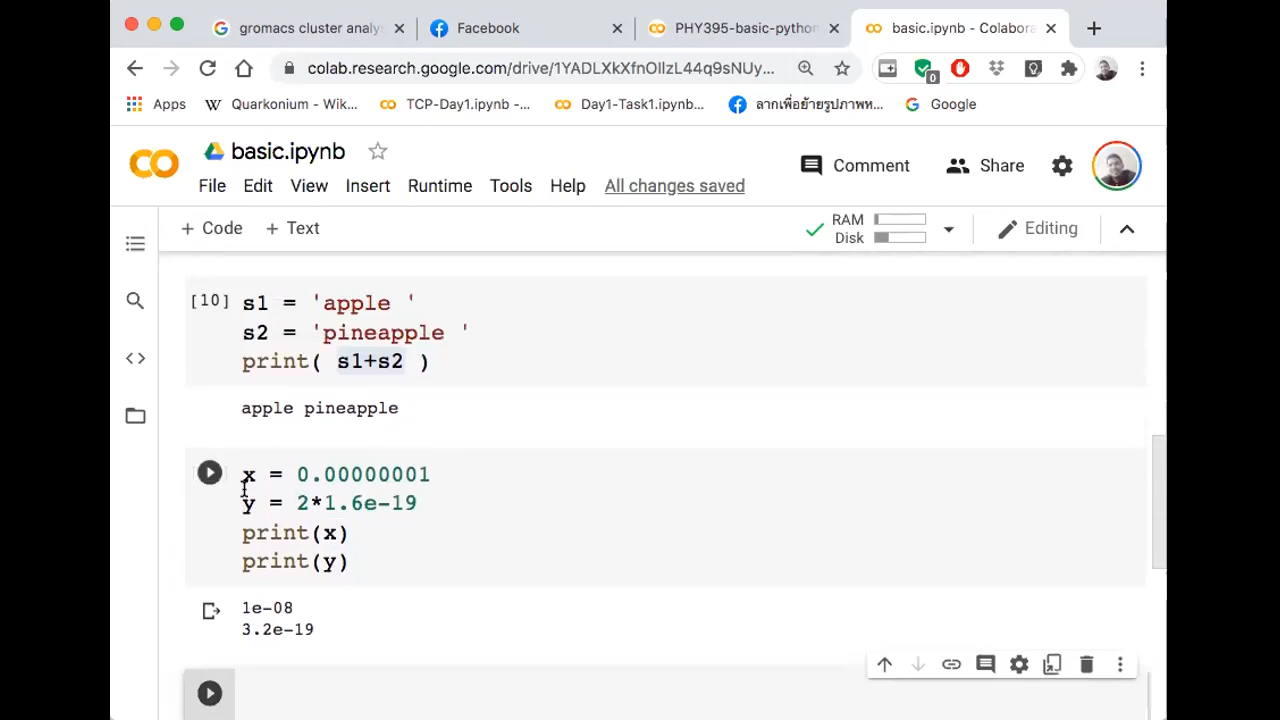 gromacs cluster analy
Facebook
PHY395-basic-python
basic.ipynb - Colabora
colab.research.google.com/drive/1YADLXkXfnOIlzL44q9sNUy...
0
Apps
Quarkonium - Wik...
TCP-Day1.ipynb -...
Day1-Task1.ipynb...
ลากเพื่อย้ายรูปภาพห...
Google
basic.ipynb
Comment
Share
File Edit View Insert Runtime Tools Help All changes saved
+ Code + Text
RAM
Disk
Editing
[10] s1 = 'apple '
s2 = 'pineapple '
print( s1+s2 )
apple pineapple
x = 0.00000001
y = 2*1.6e-19
print(x)
print(y)
1e-08
3.2e-19